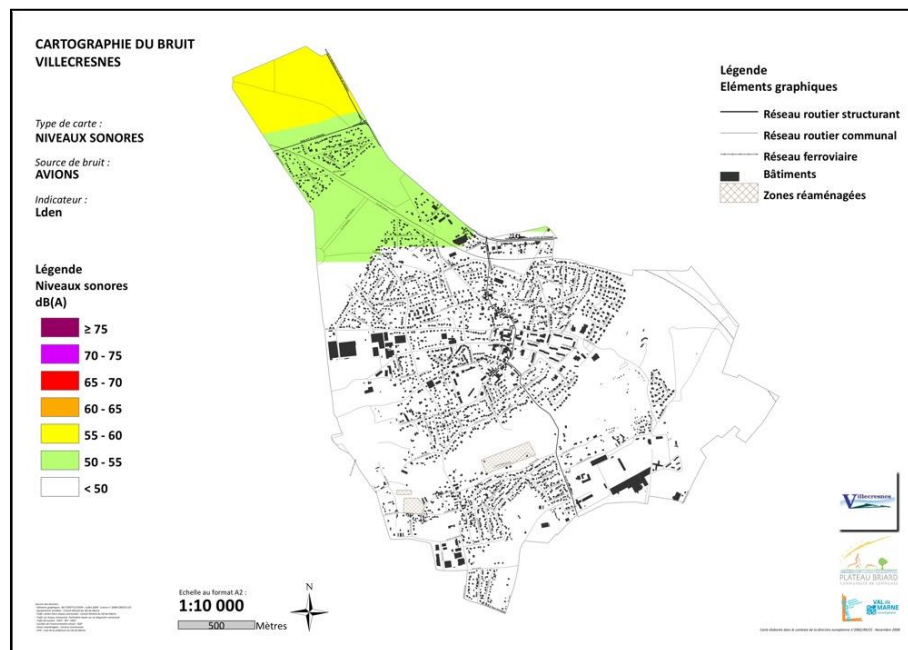 CARTOGRAPHIE DU BRUIT
VILLECRESNES
Type de carte :
NIVEAUX SONORES
Source de bruit :
AVIONS
Indicateur :
Lden
Légende
Niveaux sonores
dB(A)
≥ 75
70 - 75
65 - 70
60 - 65
55 - 60
50 - 55
< 50
Légende
Eléments graphiques
Réseau routier structurant
Réseau routier communal
Réseau ferroviaire
Bâtiments
Zones réaménagées
Echelle au format A2 :
1:10 000
500 Mètres
N
Villecresnes
PLATEAU BRIARD
COMMUNAUTÉ DE COMMUNES
VAL DE
MARNE